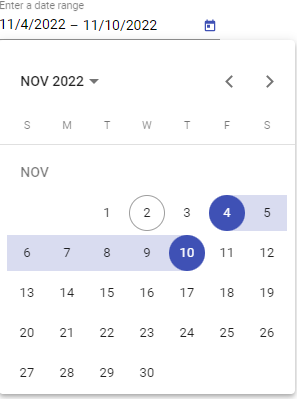 Enter a date range
11/4/2022 – 11/10/2022
NOV 2022
S M T W T F S
NOV
1 2 3 4 5
6 7 8 9 10 11 12
13 14 15 16 17 18 19
20 21 22 23 24 25 26
27 28 29 30